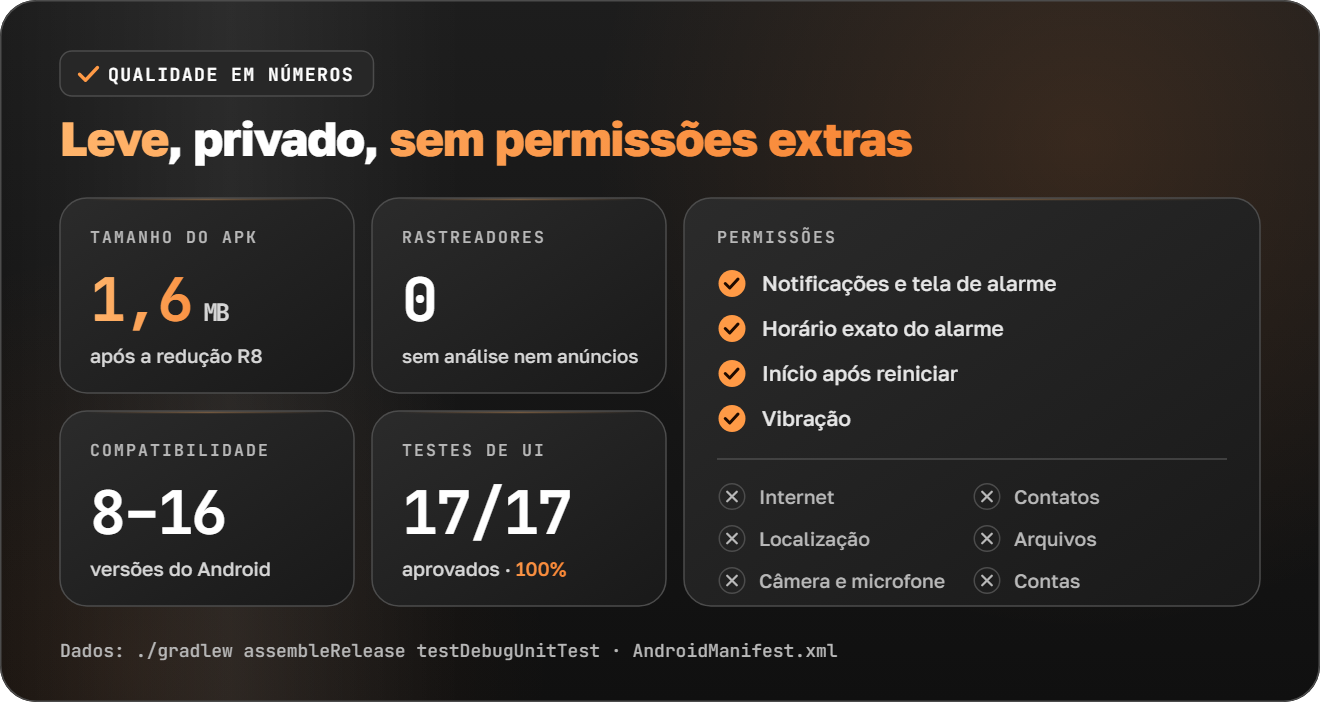 QUALIDADE EM NÚMEROS
Leve, privado, sem permissões extras
TAMANHO DO APK
1,6 MB
após a redução R8
RASTREADORES
0
sem análise nem anúncios
COMPATIBILIDADE
8–16
versões do Android
TESTES DE UI
17/17
aprovados · 100%
PERMISSÕES
Notificações e tela de alarme
Horário exato do alarme
Início após reiniciar
Vibração
Internet
Contatos
Localização
Arquivos
Câmera e microfone
Contas
Dados: ./gradlew assembleRelease testDebugUnitTest · AndroidManifest.xml